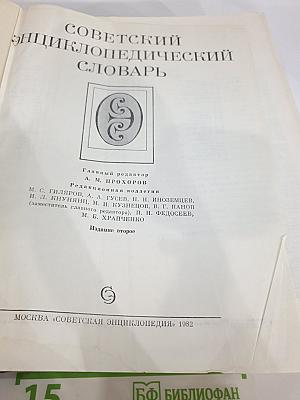 СОВЕТСКИЙ
ЭНЦИКЛОПЕДИЧЕСКИЙ
СЛОВАРЬ
Главный редактор
А. М. ПРОХОРОВ
Редакционная коллегия
М. С. ГИЛЯРОВ, А. А. ГУСЕВ, Н. Н. ИНОЗЕМЦЕВ,
И. Л. КНУНЯНЦ, М. И. КУЗНЕЦОВ, В. Г. ПАНОВ
(заместитель главного редактора), П. Н. ФЕДОСЕЕВ,
М. Б. ХРАПЧЕНКО
Издание второе
МОСКВА «СОВЕТСКАЯ ЭНЦИКЛОПЕДИЯ» 1982
15
БФ БИБЛИОФАН